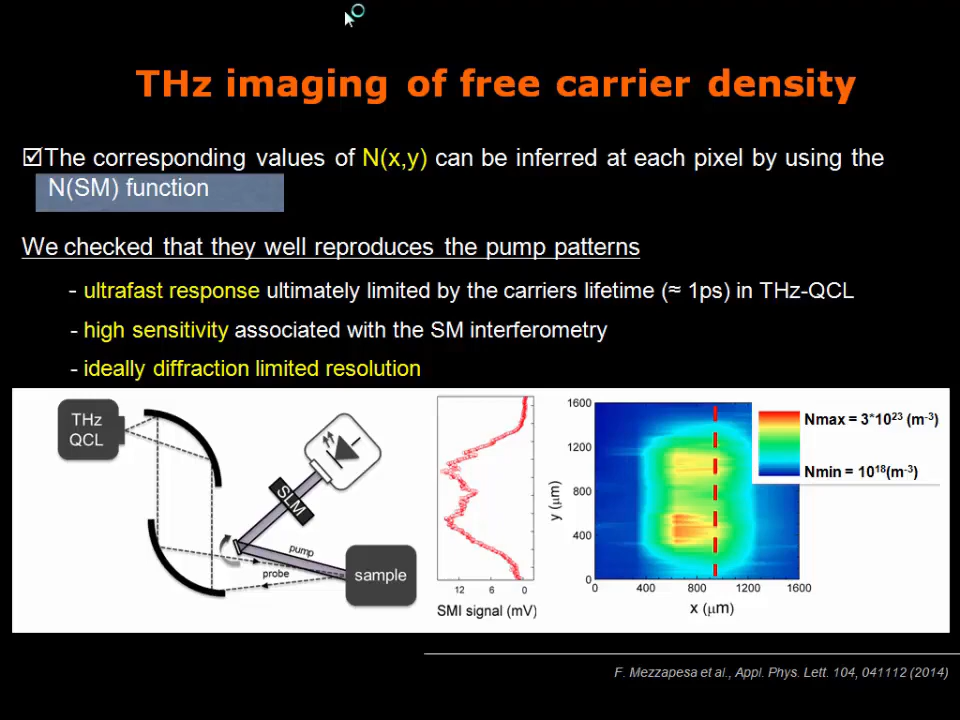 THz imaging of free carrier density
☑The corresponding values of N(x,y) can be inferred at each pixel by using the
N(SM) function
We checked that they well reproduces the pump patterns
- ultrafast response ultimately limited by the carriers lifetime (≈ 1ps) in THz-QCL
- high sensitivity associated with the SM interferometry
- ideally diffraction limited resolution
THz
QCL
SLM
pump
probe
sample
12 6 0
SMI signal (mV)
1600
1200
800
400
0
y (μm)
0 400 800 1200 1600
x (μm)
Nmax = 3*10²³ (m⁻³)
Nmin = 10¹⁸(m⁻³)
F. Mezzapesa et al., Appl. Phys. Lett. 104, 041112 (2014)